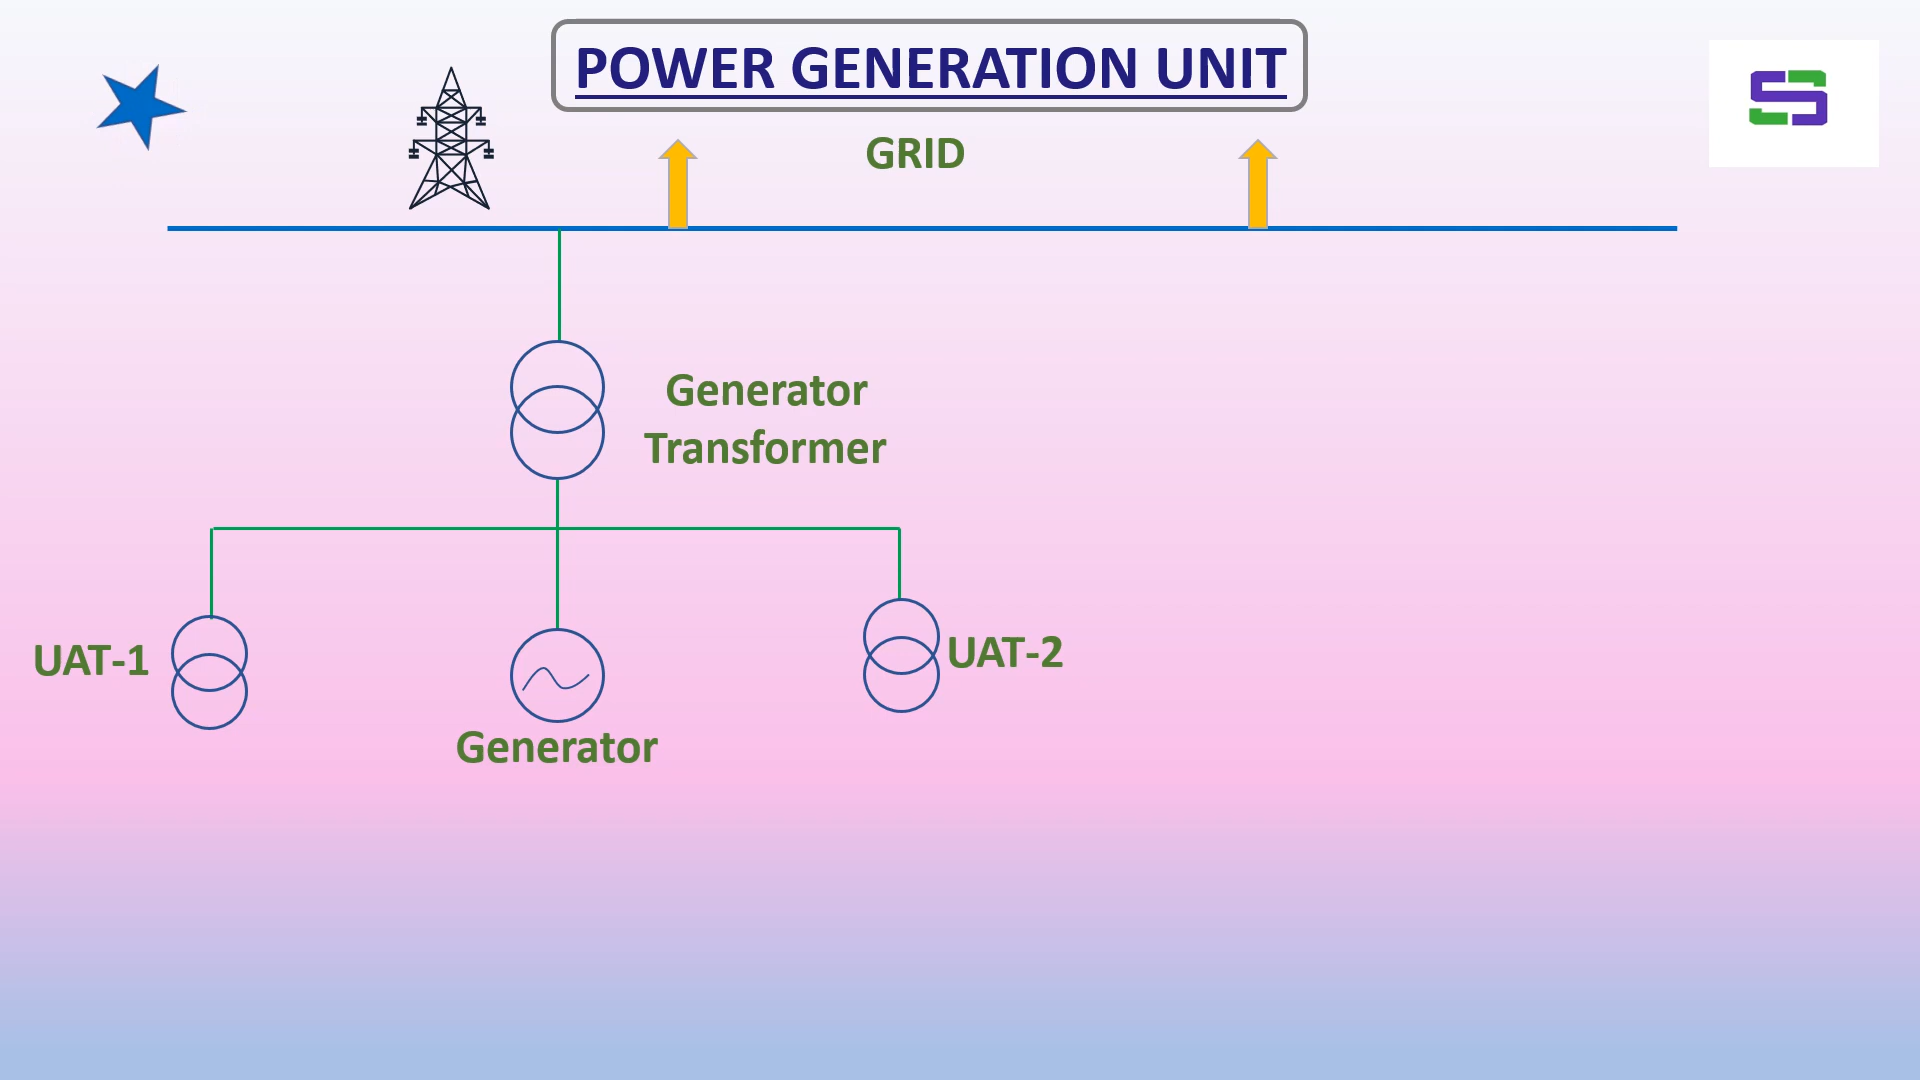 POWER GENERATION UNIT
GRID
Generator
Transformer
UAT-1
UAT-2
Generator